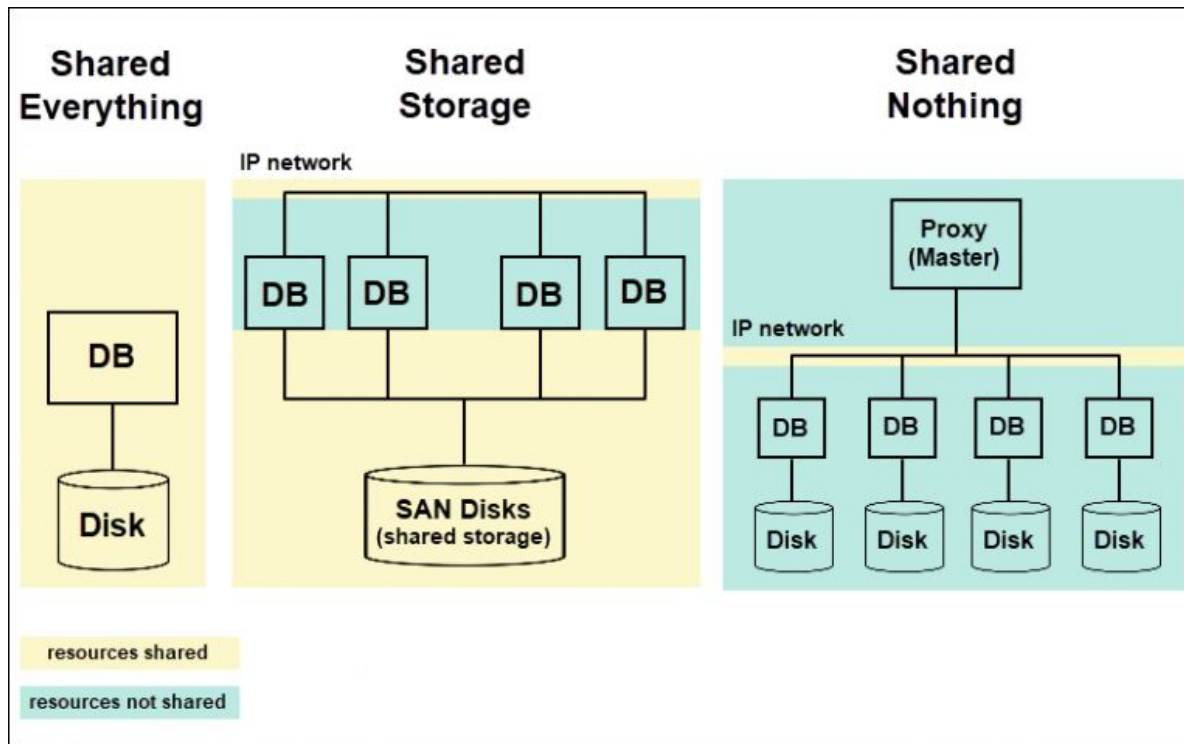 Shared
Everything
Shared
Storage
Shared
Nothing
IP network
DB
Disk
DB
DB
DB
DB
SAN Disks
(shared storage)
Proxy
(Master)
IP network
DB
DB
DB
DB
Disk
Disk
Disk
Disk
resources shared
resources not shared